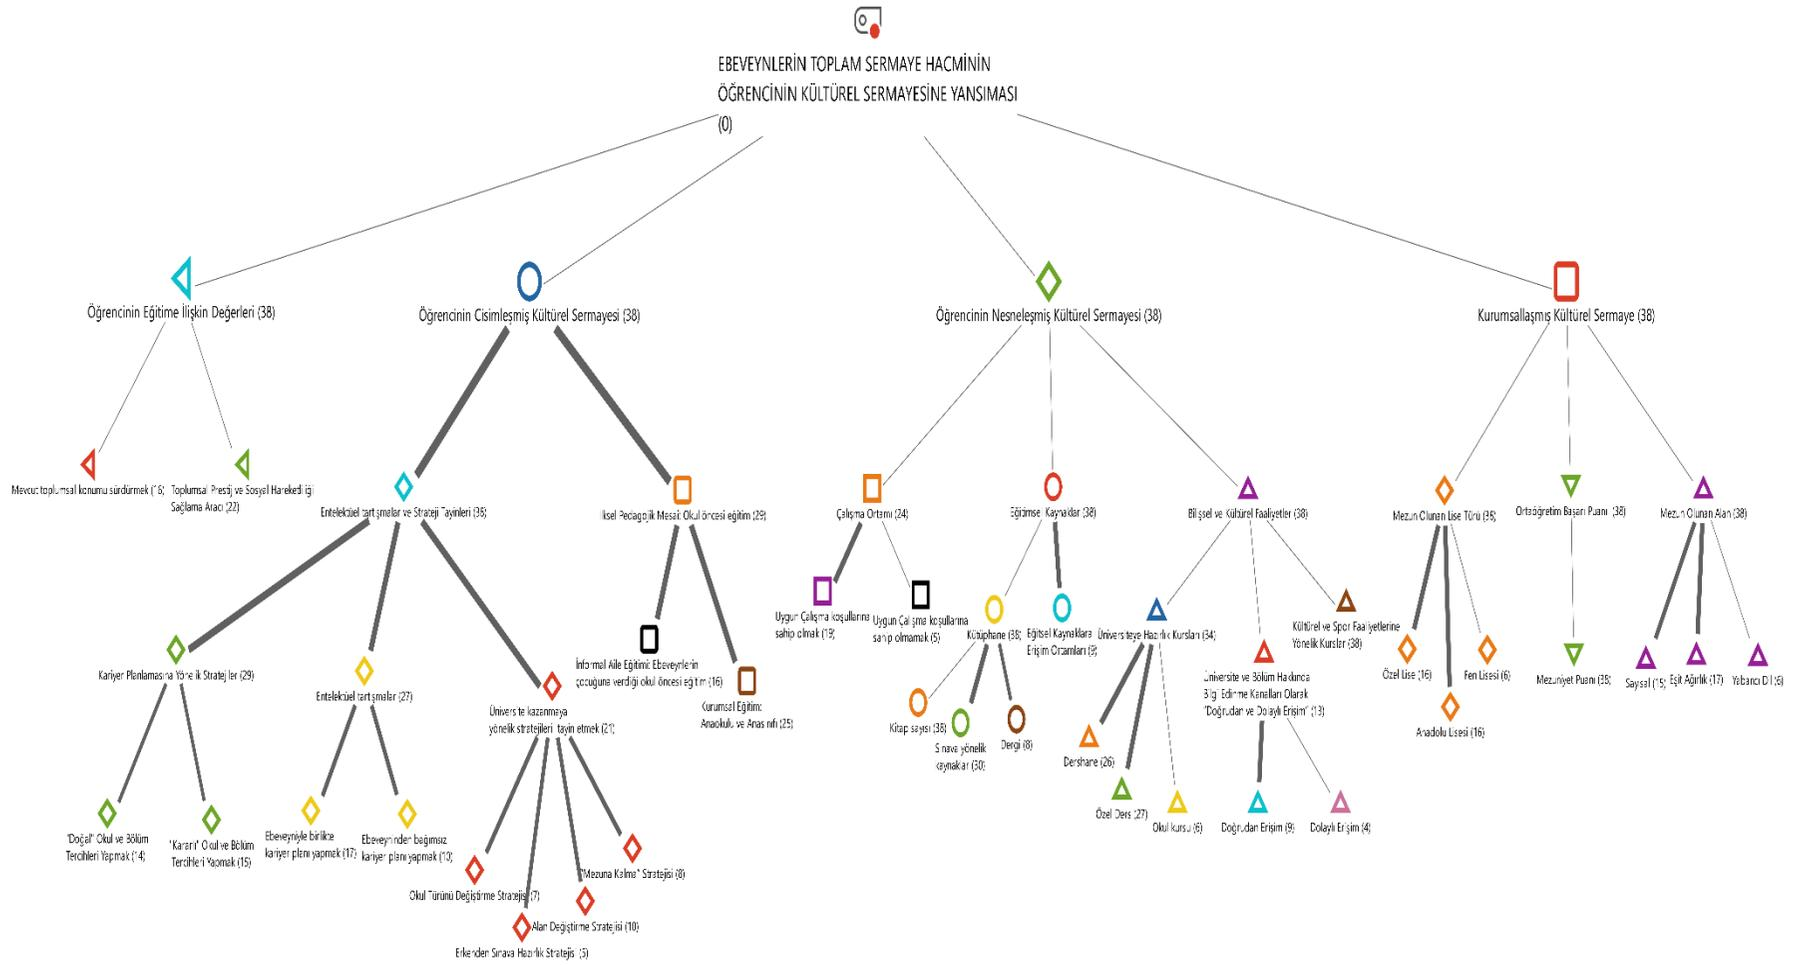 EBEVEYNLERİN TOPLAM SERMAYE HACMİNİN
ÖĞRENCİNİN KÜLTÜREL SERMAYESİNE YANSIMASI
(0)
Öğrencinin Eğitime İlişkin Değerleri (38)
Öğrencinin Cisimleşmiş Kültürel Sermayesi (38)
Öğrencinin Nesneleşmiş Kültürel Sermayesi (38)
Kurumsallaşmış Kültürel Sermaye (38)
Mevcut toplumsal konumu sürdürmek (16)
Toplumsal Prestij ve Sosyal Hareketliliği
Sağlama Aracı (22)
Entelektüel tartışmalar ve Strateji Tayinleri (38)
İlksel Pedagojik Mesai: Okul öncesi eğitim (29)
Çalışma Ortamı (24)
Eğitimsel Kaynaklar (38)
Bilişsel ve Kültürel Faaliyetler (38)
Mezun Olunan Lise Türü (38)
Ortaöğretim Başarı Puanı (38)
Mezun Olunan Alan (38)
Kariyer Planlamasına Yönelik Stratejiler (29)
Entelektüel tartışmalar (27)
Üniversite kazanmaya
yönelik stratejileri tayin etmek (21)
İnformal Aile Eğitimi: Ebeveynlerin
çocuğuna verdiği okul öncesi eğitim (16)
Kurumsal Eğitim:
Anaokulu ve Anasınıfı (25)
Uygun Çalışma koşullarına
sahip olmak (19)
Uygun Çalışma koşullarına
sahip olmamak (5)
Kütüphane (38)
Eğitsel Kaynaklara
Erişim Ortamları (9)
Üniversiteye Hazırlık Kursları (34)
Üniversite ve Bölüm Hakkında
Bilgi Edinme Kanalları Olarak
"Doğrudan ve Dolaylı Erişim" (13)
Kültürel ve Spor Faaliyetlerine
Yönelik Kurslar (38)
Özel Lise (16)
Anadolu Lisesi (16)
Fen Lisesi (6)
Mezuniyet Puanı (38)
Sayısal (15)
Eşit Ağırlık (17)
Yabancı Dil (6)
"Doğal" Okul ve Bölüm
Tercihleri Yapmak (14)
"Kararlı" Okul ve Bölüm
Tercihleri Yapmak (15)
Ebeveyniyle birlikte
kariyer planı yapmak (17)
Ebeveyninden bağımsız
kariyer planı yapmak (10)
Okul Türünü Değiştirme Stratejisi (7)
Erkenden Sınava Hazırlık Stratejisi (5)
Alan Değiştirme Stratejisi (10)
"Mezuna Kalma" Stratejisi (8)
Kitap sayısı (38)
Sınava yönelik
kaynaklar (30)
Dergi (8)
Dershane (26)
Özel Ders (27)
Okul kursu (6)
Doğrudan Erişim (9)
Dolaylı Erişim (4)